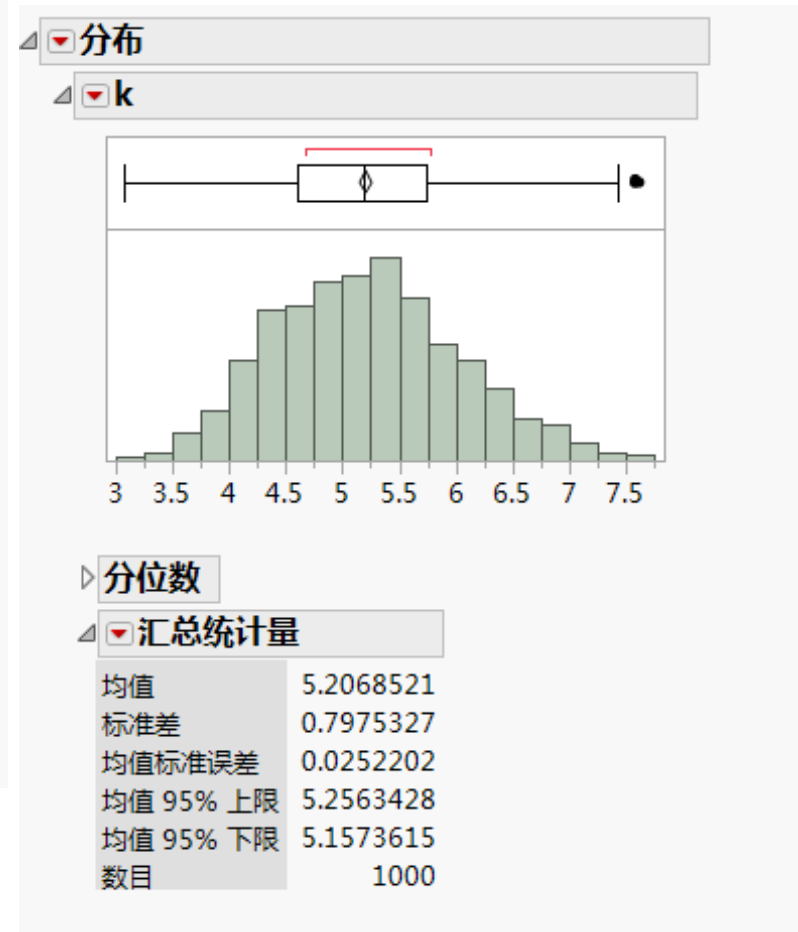 分布
k
3 3.5 4 4.5 5 5.5 6 6.5 7 7.5
分位数
汇总统计量
均值 5.2068521
标准差 0.7975327
均值标准误差 0.0252202
均值 95% 上限 5.2563428
均值 95% 下限 5.1573615
数目 1000